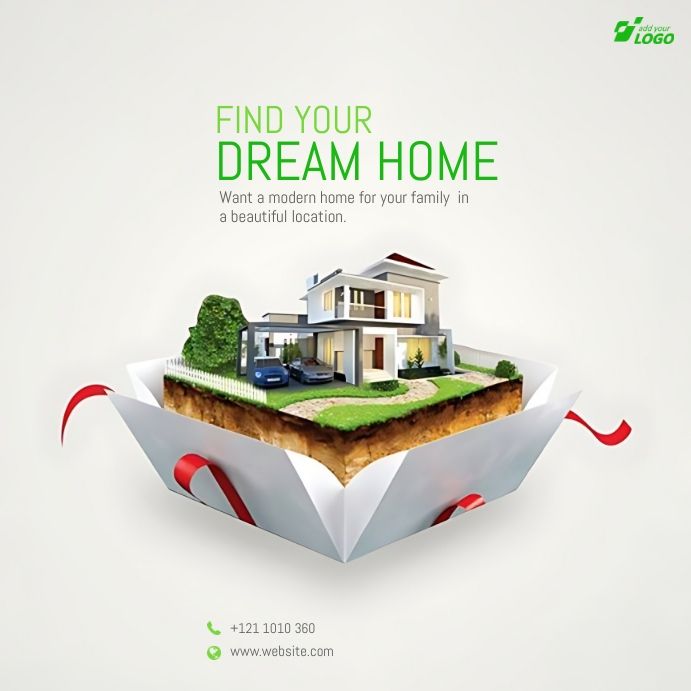 add your
LOGO
FIND YOUR
DREAM HOME
Want a modern home for your family in
a beautiful location.
+121 1010 360
www.website.com